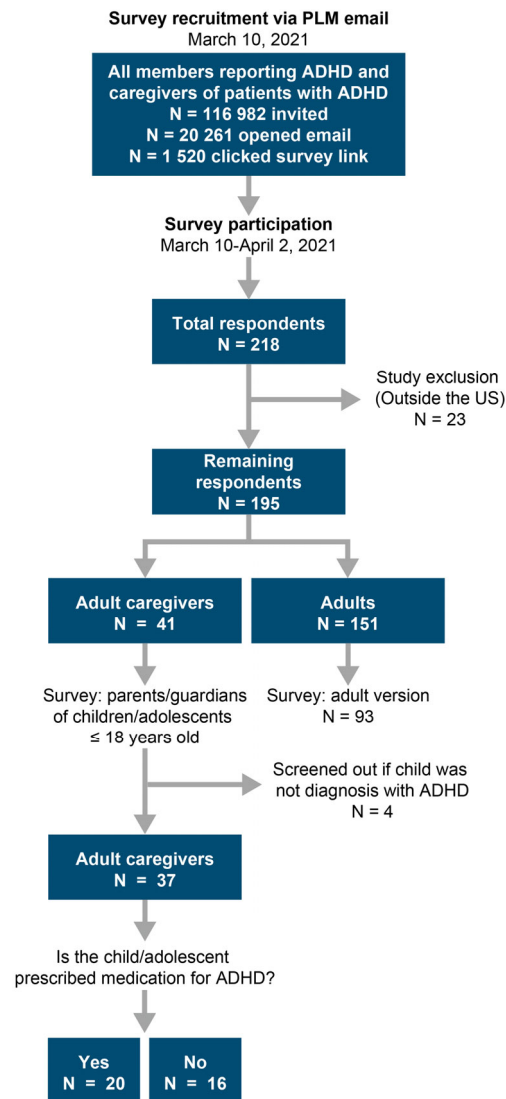 Survey recruitment via PLM email
March 10, 2021
All members reporting ADHD and
caregivers of patients with ADHD
N = 116 982 invited
N = 20 261 opened email
N = 1 520 clicked survey link
Survey participation
March 10-April 2, 2021
Total respondents
N = 218
Study exclusion
(Outside the US)
N = 23
Remaining
respondents
N = 195
Adult caregivers
N = 41
Adults
N = 151
Survey: parents/guardians
of children/adolescents
≤ 18 years old
Survey: adult version
N = 93
Screened out if child was
not diagnosis with ADHD
N = 4
Adult caregivers
N = 37
Is the child/adolescent
prescribed medication for ADHD?
Yes
N = 20
No
N = 16